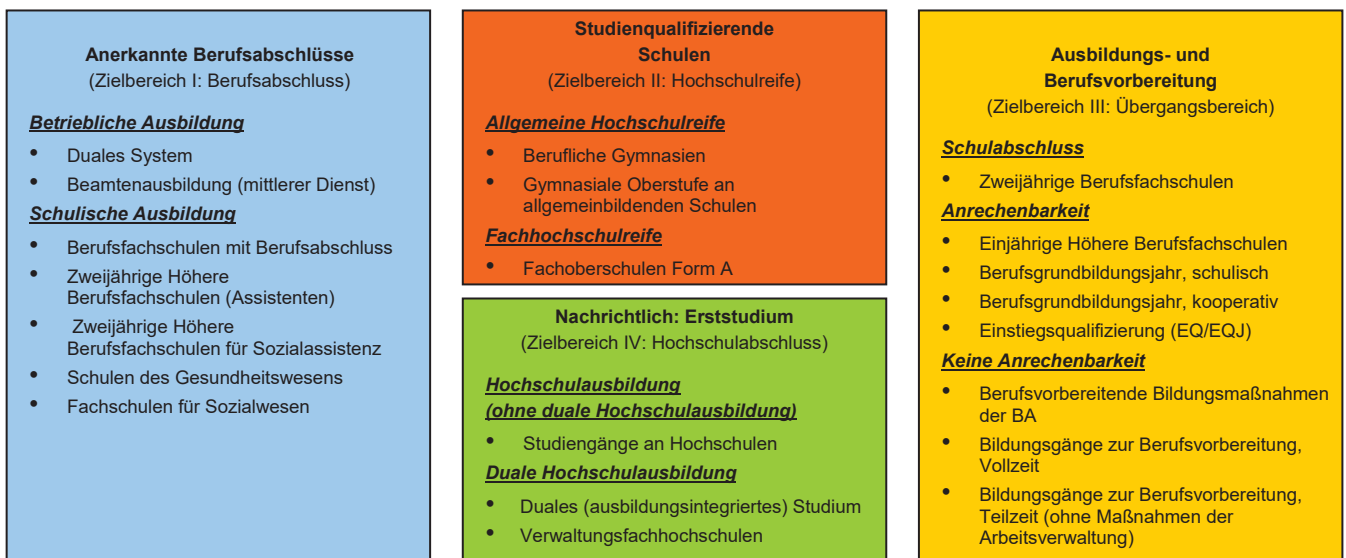 Anerkannte Berufsabschlüsse
(Zielbereich I: Berufsabschluss)
Betriebliche Ausbildung
• Duales System
• Beamtenausbildung (mittlerer Dienst)
Schulische Ausbildung
• Berufsfachschulen mit Berufsabschluss
• Zweijährige Höhere
Berufsfachschulen (Assistenten)
• Zweijährige Höhere
Berufsfachschulen für Sozialassistenz
• Schulen des Gesundheitswesens
• Fachschulen für Sozialwesen
Studienqualifizierende
Schulen
(Zielbereich II: Hochschulreife)
Allgemeine Hochschulreife
• Berufliche Gymnasien
• Gymnasiale Oberstufe an
allgemeinbildenden Schulen
Fachhochschulreife
• Fachoberschulen Form A
Nachrichtlich: Erststudium
(Zielbereich IV: Hochschulabschluss)
Hochschulausbildung
(ohne duale Hochschulausbildung)
• Studiengänge an Hochschulen
Duale Hochschulausbildung
• Duales (ausbildungsintegriertes) Studium
• Verwaltungsfachhochschulen
Ausbildungs- und
Berufsvorbereitung
(Zielbereich III: Übergangsbereich)
Schulabschluss
• Zweijährige Berufsfachschulen
Anrechenbarkeit
• Einjährige Höhere Berufsfachschulen
• Berufsgrundbildungsjahr, schulisch
• Berufsgrundbildungsjahr, kooperativ
• Einstiegsqualifizierung (EQ/EQJ)
Keine Anrechenbarkeit
• Berufsvorbereitende Bildungsmaßnahmen
der BA
• Bildungsgänge zur Berufsvorbereitung,
Vollzeit
• Bildungsgänge zur Berufsvorbereitung,
Teilzeit (ohne Maßnahmen der
Arbeitsverwaltung)